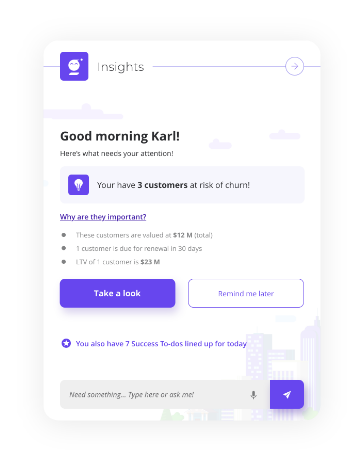 Insights
Good morning Karl!
Here's what needs your attention!
Your have 3 customers at risk of churn!
Why are they important?
These customers are valued at $12 M (total)
1 customer is due for renewal in 30 days
LTV of 1 customer is $23 M
Take a look
Remind me later
You also have 7 Success To-dos lined up for today
Need something... Type here or ask me!